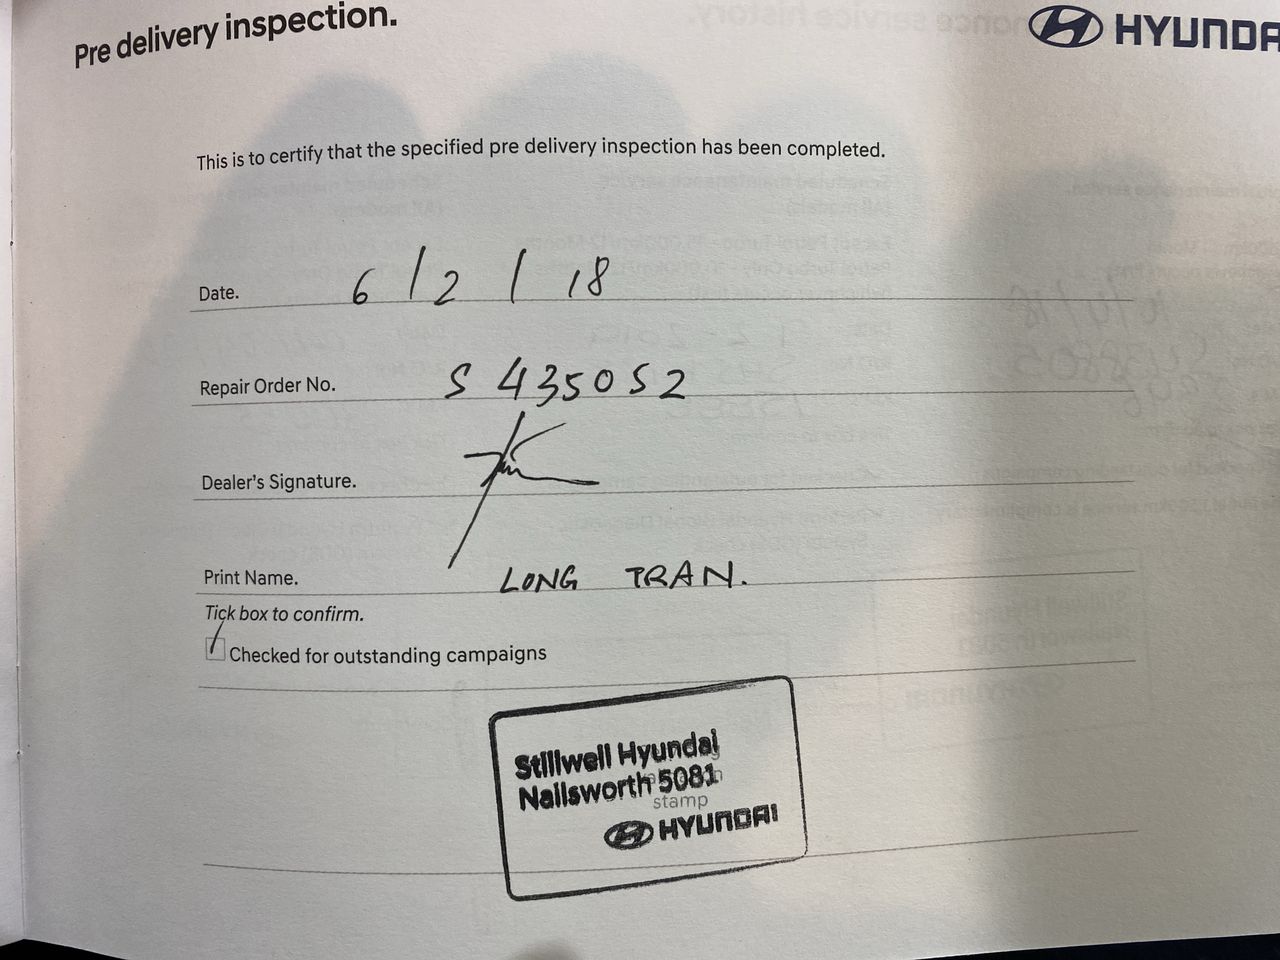 Pre delivery inspection.
HYUNDA
This is to certify that the specified pre delivery inspection has been completed.
Date. 6 / 2 / 18
Repair Order No. S 435052
Dealer's Signature.
Print Name. LONG TRAN.
Tick box to confirm.
Checked for outstanding campaigns
Stillwell Hyundai
Nailsworth 5081
stamp
HYUNDAI